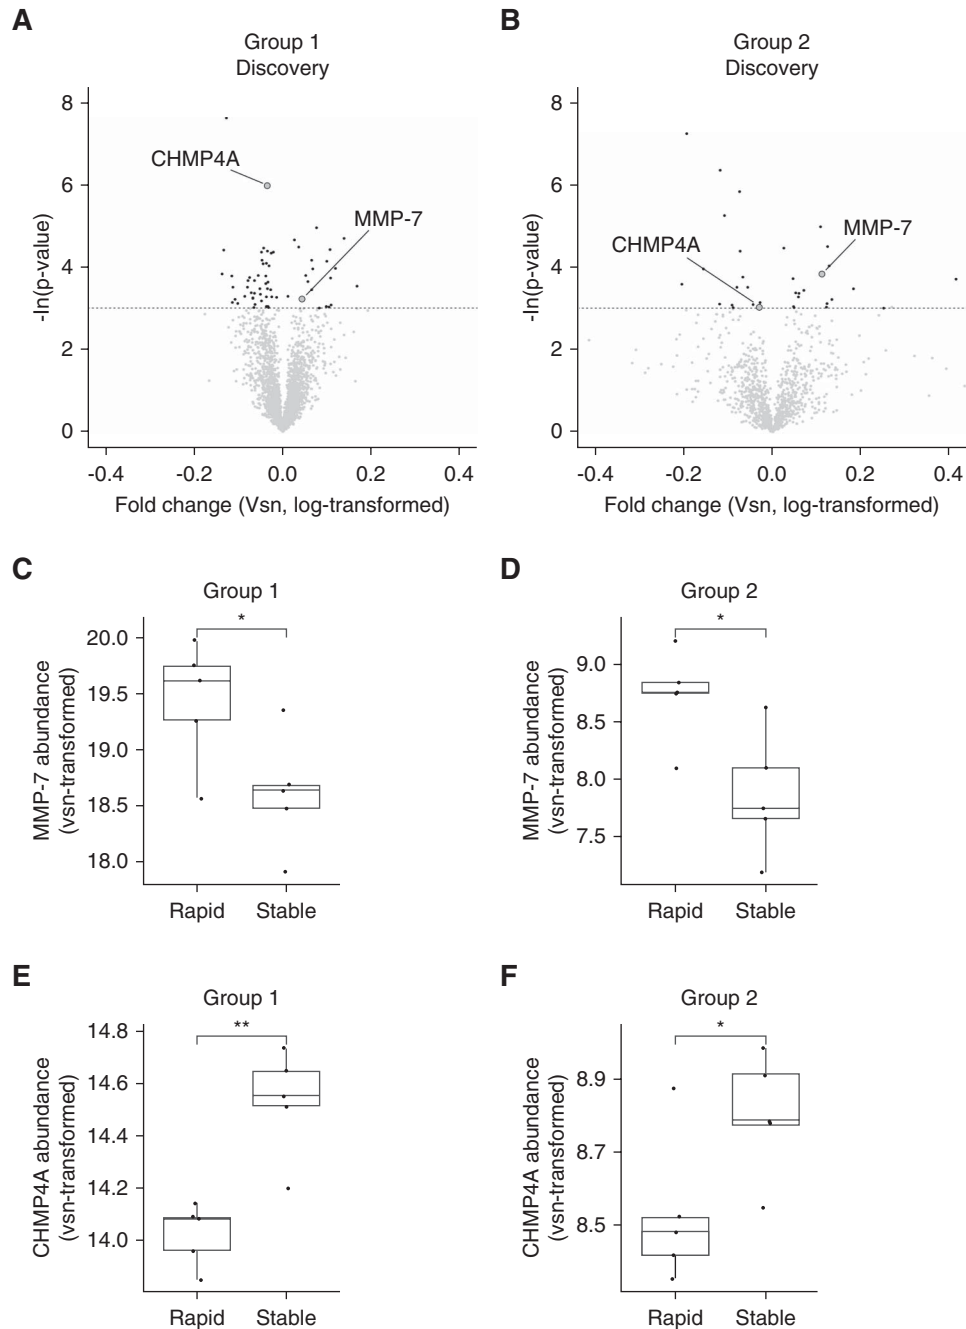 A
Group 1
Discovery
8
6
4
2
0
-ln(p-value)
CHMP4A
MMP-7
-0.4
-0.2
0.0
0.2
0.4
Fold change (Vsn, log-transformed)
B
Group 2
Discovery
8
6
4
2
0
-ln(p-value)
CHMP4A
MMP-7
-0.4
-0.2
0.0
0.2
0.4
Fold change (Vsn, log-transformed)
C
Group 1
*
20.0
19.5
19.0
18.5
18.0
MMP-7 abundance
(vsn-transformed)
Rapid
Stable
D
Group 2
*
9.0
8.5
8.0
7.5
MMP-7 abundance
(vsn-transformed)
Rapid
Stable
E
Group 1
**
14.8
14.6
14.4
14.2
14.0
CHMP4A abundance
(vsn-transformed)
Rapid
Stable
F
Group 2
*
8.9
8.7
8.5
CHMP4A abundance
(vsn-transformed)
Rapid
Stable